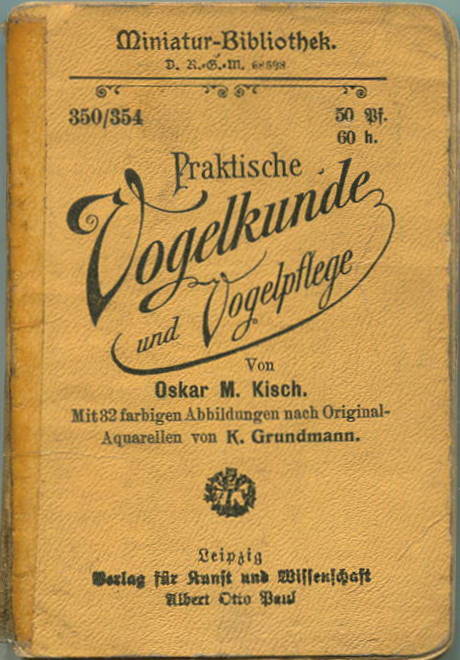 Miniatur-Bibliothek.
D. R.-G.-M. 68598
350/354
50 Pf.
60 h.
Praktische
Vogelkunde
und Vogelpflege
Von
Oskar M. Kisch.
Mit 32 farbigen Abbildungen nach Original-
Aquarellen von K. Grundmann.
Leipzig
Verlag für Kunst und Wissenschaft
Albert Otto Paul